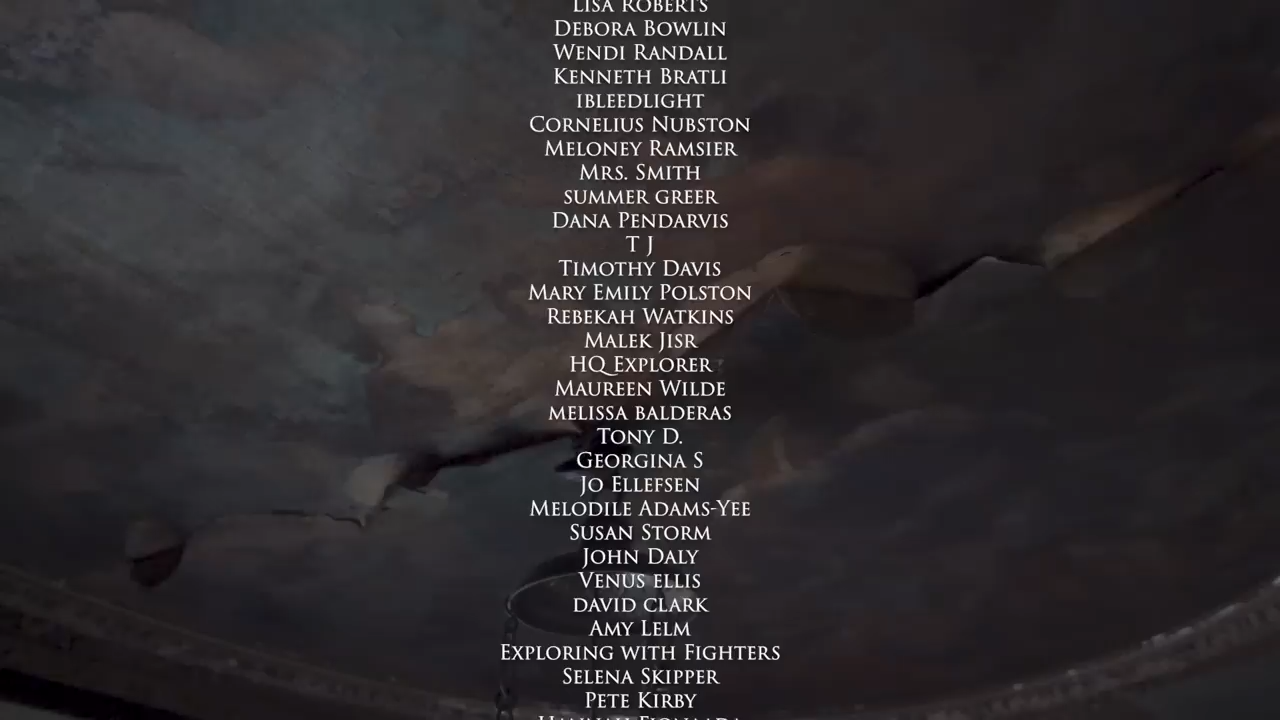 Lisa Roberts
Debora Bowlin
Wendi Randall
Kenneth Bratli
ibleedlight
Cornelius Nubston
Meloney Ramsier
Mrs. Smith
summer greer
Dana Pendarvis
T J
Timothy Davis
Mary Emily Polston
Rebekah Watkins
Malek Jisr
HQ Explorer
Maureen Wilde
melissa balderas
Tony D.
Georgina S
Jo Ellefsen
Melodile Adams-Yee
Susan Storm
John Daly
Venus ellis
david clark
Amy Lelm
Exploring with Fighters
Selena Skipper
Pete Kirby